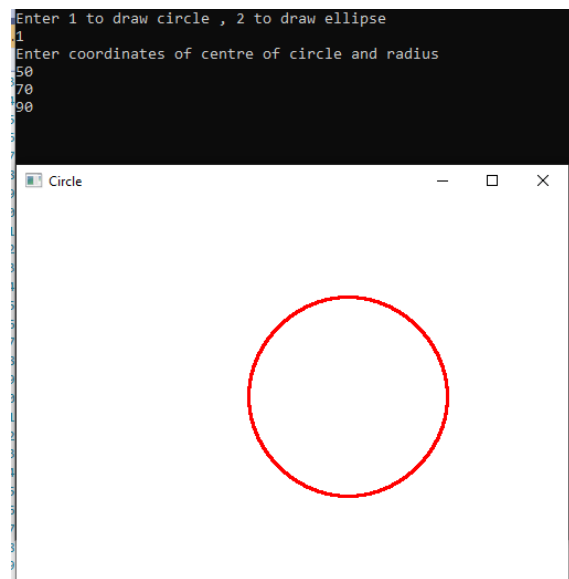 Enter 1 to draw circle , 2 to draw ellipse
1
Enter coordinates of centre of circle and radius
50
70
90
Circle